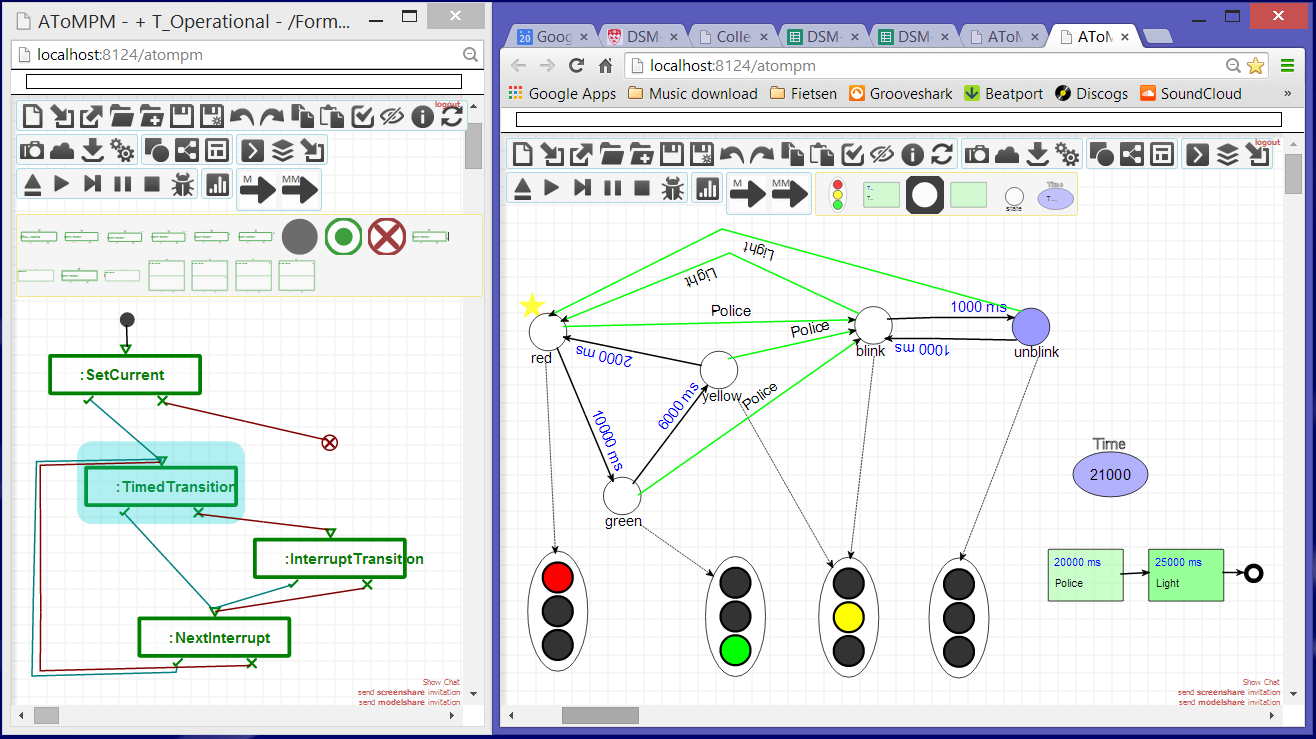 AToMPM - + T_Operational - /Form...
localhost:8124/atompm
logout
M
MM
:SetCurrent
:TimedTransition
:InterruptTransition
:NextInterrupt
Show Chat
send screenshare invitation
send modelshare invitation
20 Goog
DSM-
Colle
DSM-
DSM-
AToM
AToM
localhost:8124/atompm
Google Apps
Music download
Fietsen
Grooveshark
Beatport
Discogs
SoundCloud
»
logout
M
MM
T...
T...
state
Time
T...
Light
Light
Police
1000 ms
Police
red
2000 ms
blink
1000 ms
unblink
yellow
Police
6000 ms
10000 ms
green
Time
21000
20000 ms
Police
25000 ms
Light
Show Chat
send screenshare invitation
send modelshare invitation